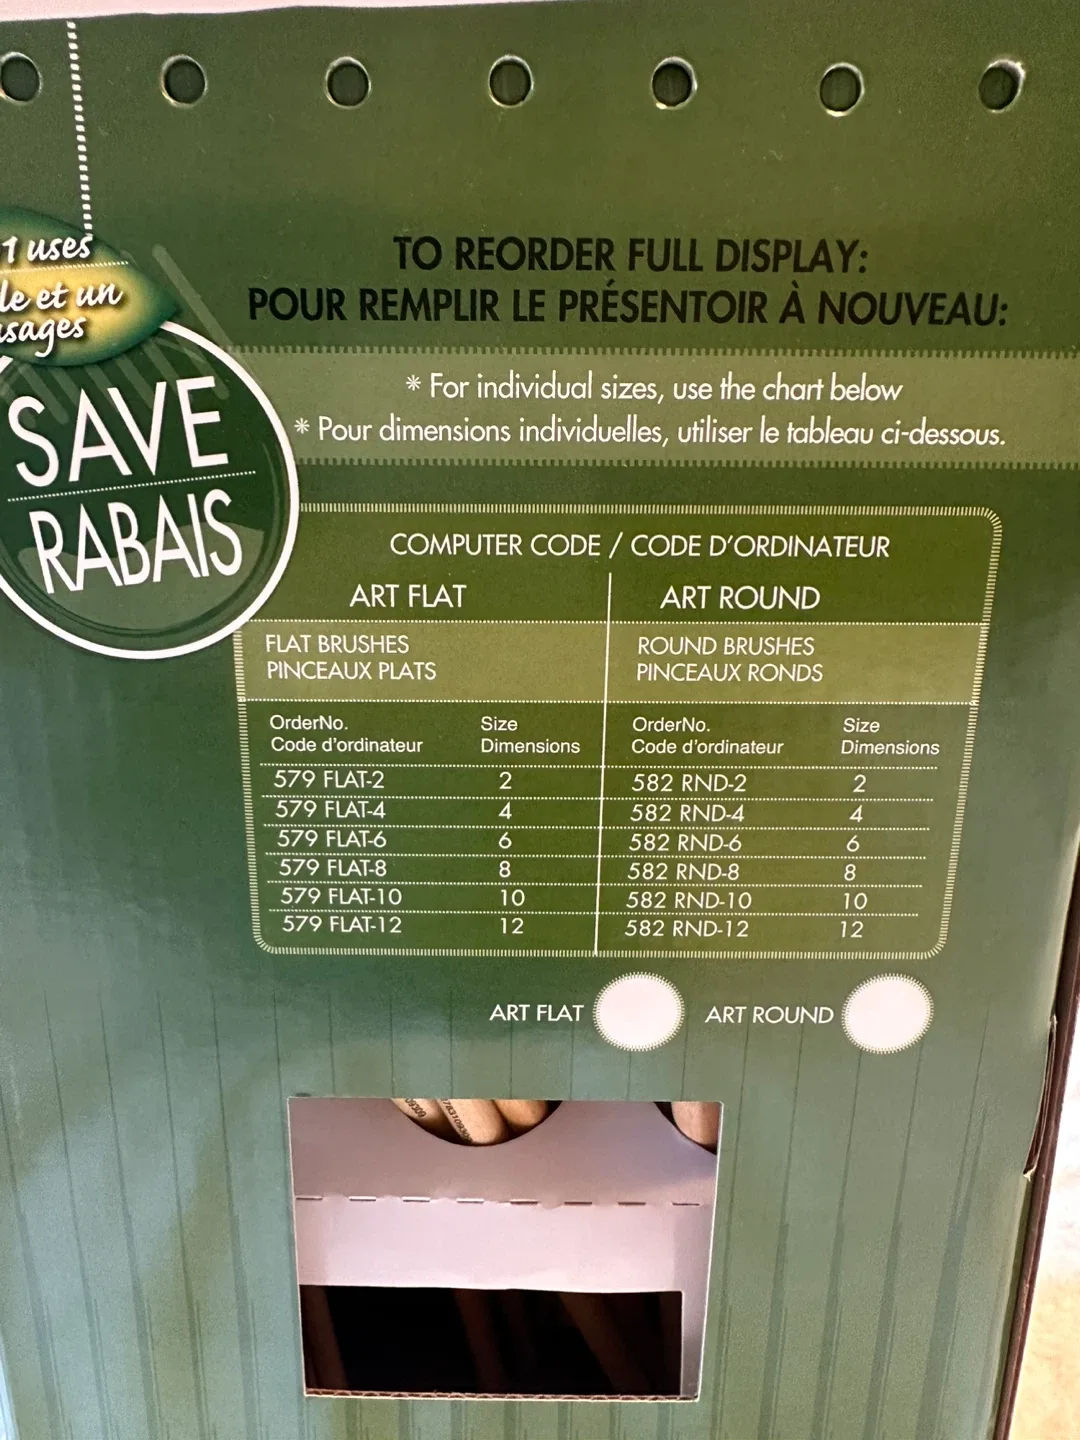 1 uses
le et un
sages
SAVE
RABAIS
TO REORDER FULL DISPLAY:
POUR REMPLIR LE PRÉSENTOIR À NOUVEAU:
* For individual sizes, use the chart below
* Pour dimensions individuelles, utiliser le tableau ci-dessous.
COMPUTER CODE / CODE D'ORDINATEUR
ART FLAT ART ROUND
FLAT BRUSHES ROUND BRUSHES
PINCEAUX PLATS PINCEAUX RONDS
OrderNo. Size OrderNo. Size
Code d'ordinateur Dimensions Code d'ordinateur Dimensions
579 FLAT-2 2 582 RND-2 2
579 FLAT-4 4 582 RND-4 4
579 FLAT-6 6 582 RND-6 6
579 FLAT-8 8 582 RND-8 8
579 FLAT-10 10 582 RND-10 10
579 FLAT-12 12 582 RND-12 12
ART FLAT ART ROUND